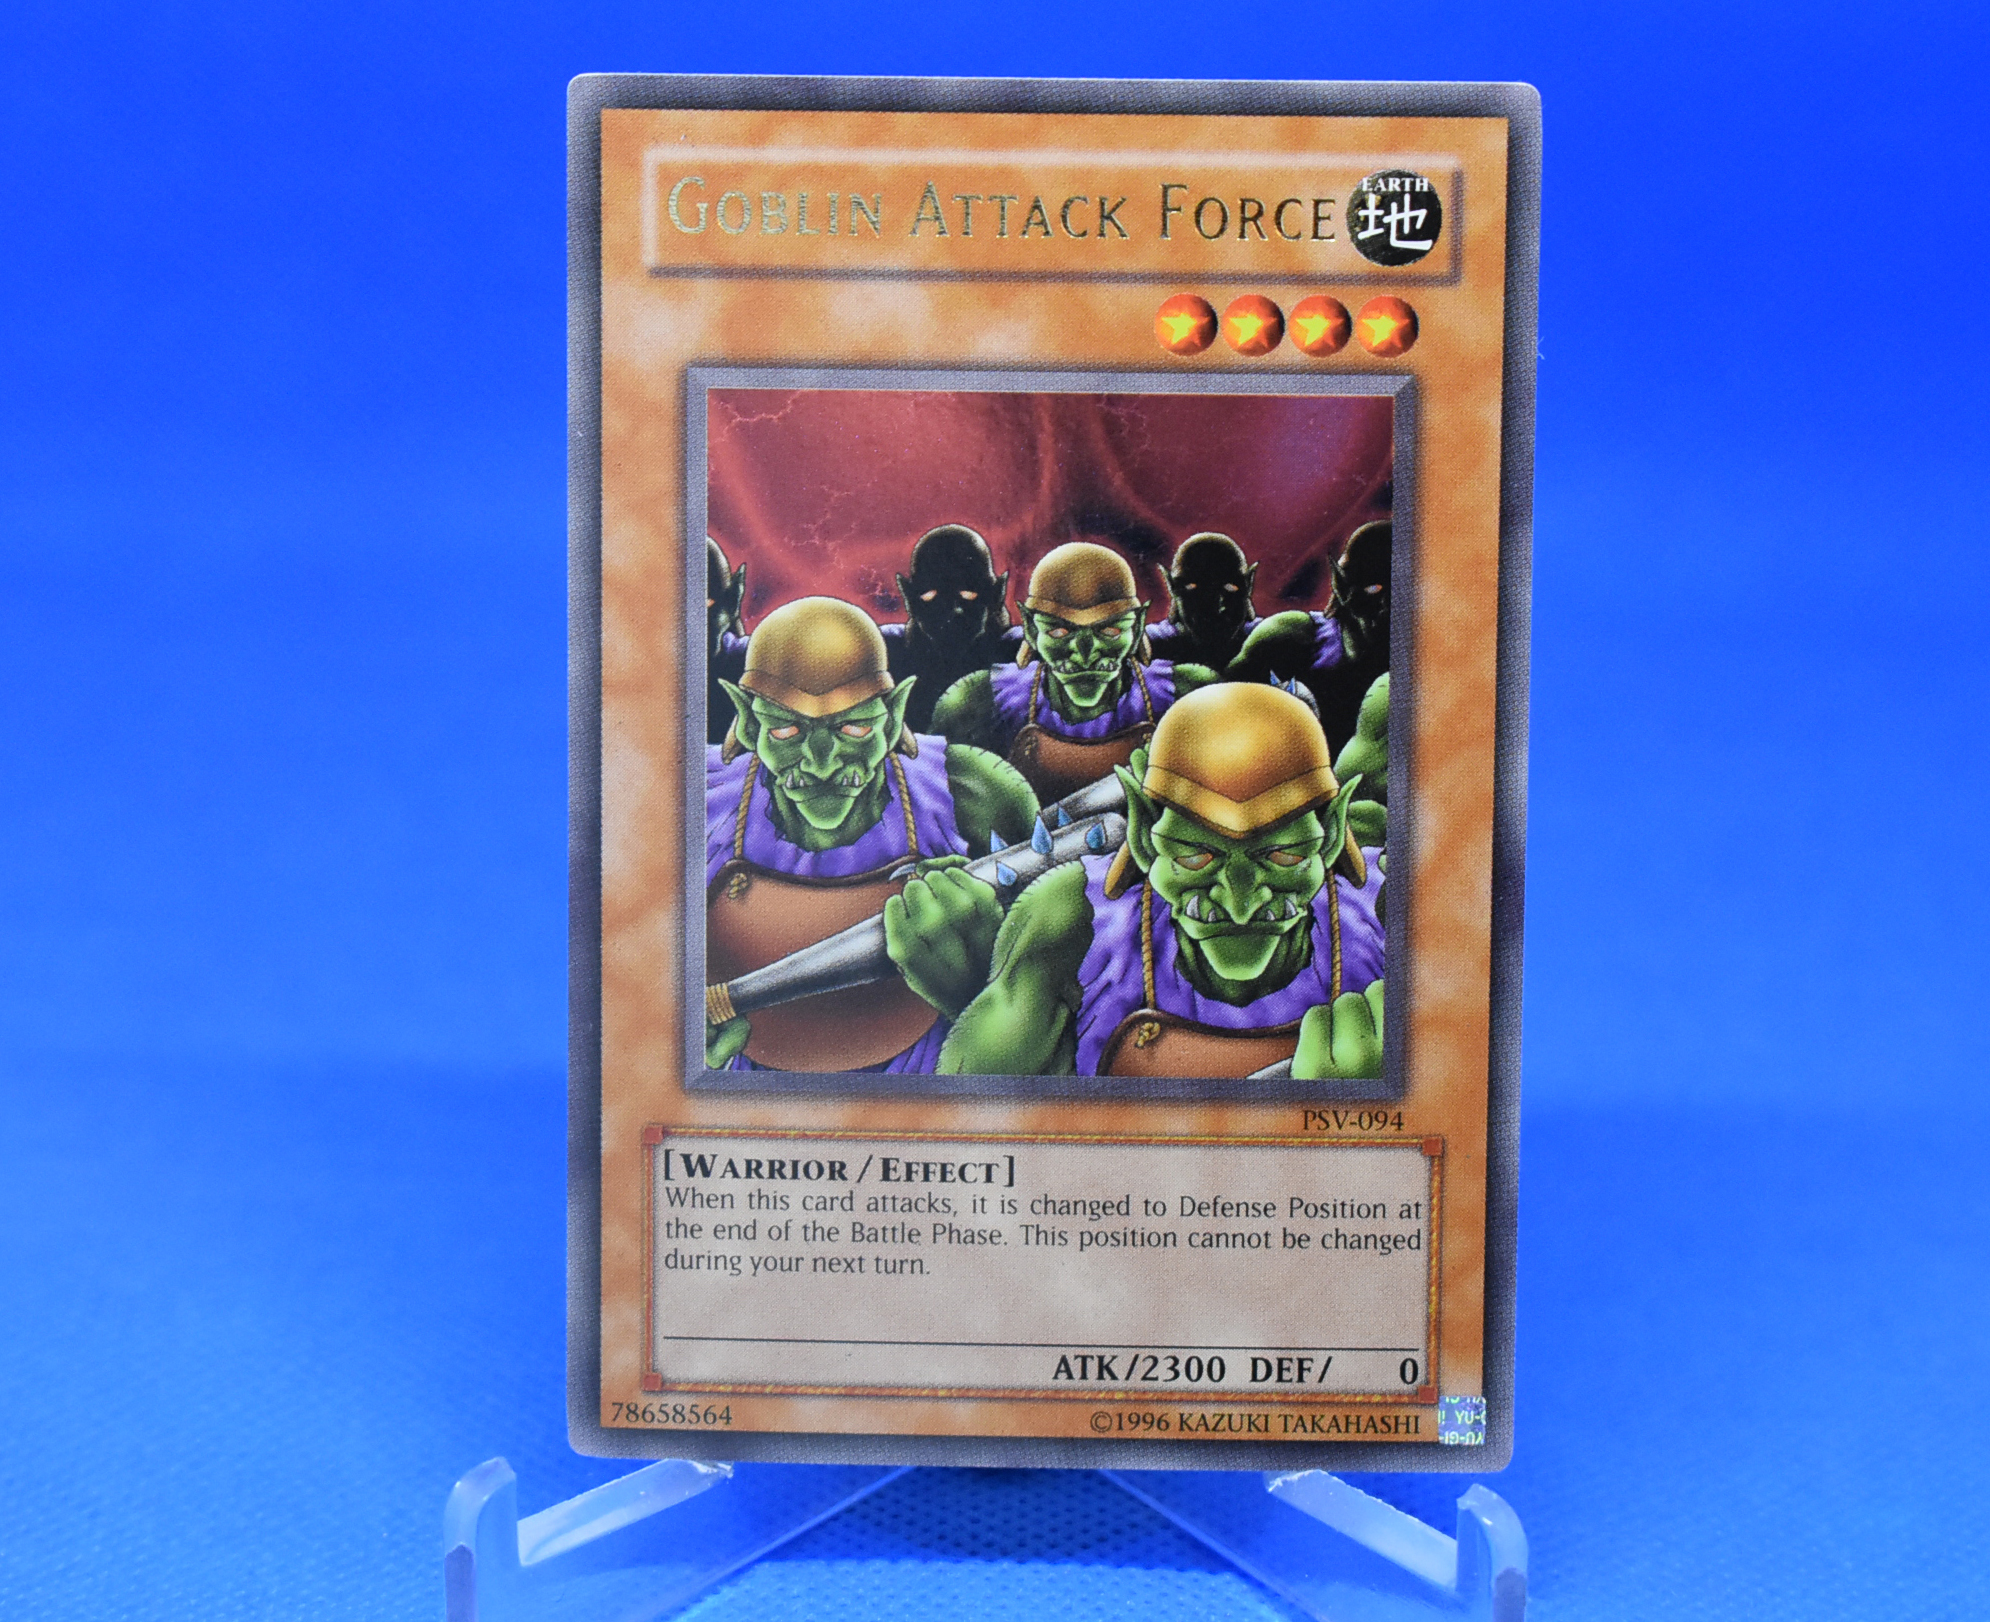 GOBLIN ATTACK FORCE
EARTH
地
PSV-094
[WARRIOR/EFFECT]
When this card attacks, it is changed to Defense Position at
the end of the Battle Phase. This position cannot be changed
during your next turn.
ATK/2300 DEF/ 0
78658564
©1996 KAZUKI TAKAHASHI